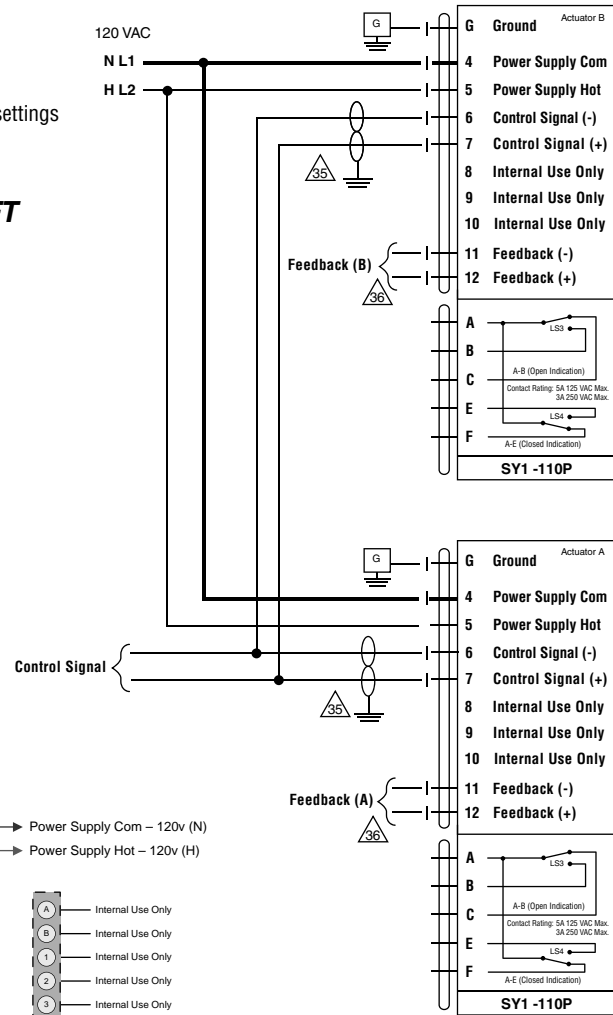 120 VAC
N L1
H L2
settings
G
G Ground Actuator B
4 Power Supply Com
5 Power Supply Hot
6 Control Signal (-)
7 Control Signal (+)
8 Internal Use Only
9 Internal Use Only
10 Internal Use Only
11 Feedback (-)
12 Feedback (+)
35
Feedback (B)
36
A
B
C
E
F
LS3
A-B (Open Indication)
Contact Rating: 5A 125 VAC Max.
3A 250 VAC Max.
LS4
A-E (Closed Indication)
SY1 -110P
G
G Ground Actuator A
4 Power Supply Com
5 Power Supply Hot
6 Control Signal (-)
7 Control Signal (+)
8 Internal Use Only
9 Internal Use Only
10 Internal Use Only
11 Feedback (-)
12 Feedback (+)
Control Signal
35
Feedback (A)
36
A
B
C
E
F
LS3
A-B (Open Indication)
Contact Rating: 5A 125 VAC Max.
3A 250 VAC Max.
LS4
A-E (Closed Indication)
SY1 -110P
Power Supply Com – 120v (N)
Power Supply Hot – 120v (H)
A Internal Use Only
B Internal Use Only
1 Internal Use Only
2 Internal Use Only
3 Internal Use Only